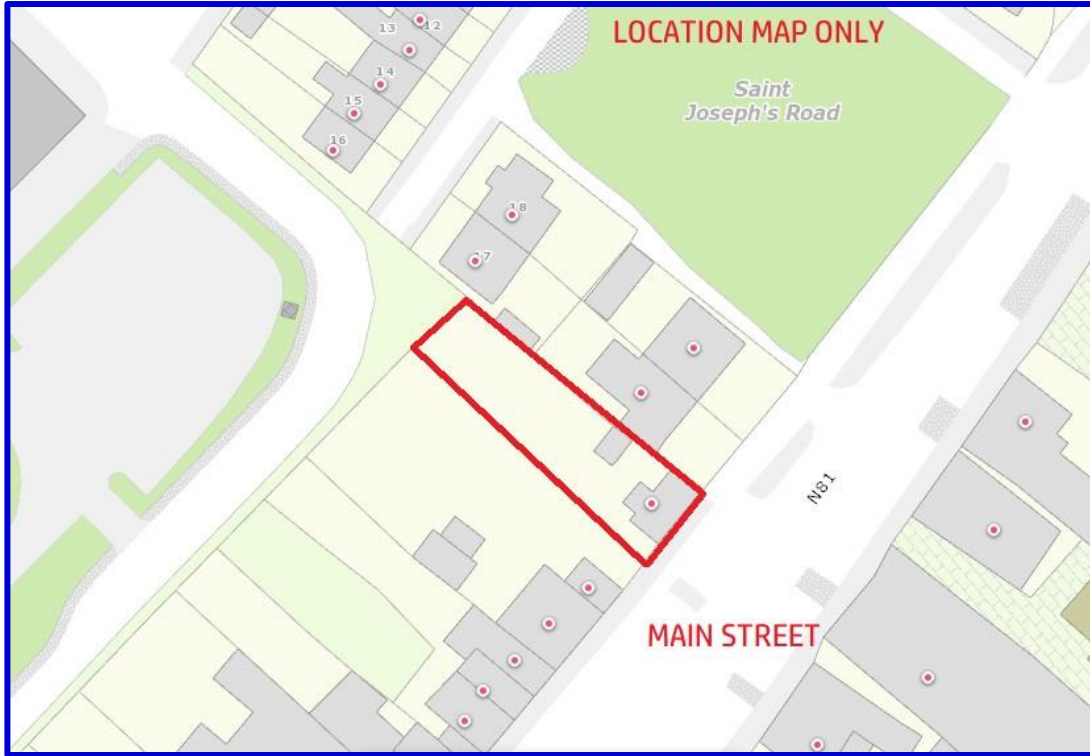 LOCATION MAP ONLY
Saint
Joseph's Road
12
13
14
15
16
18
17
N81
MAIN STREET